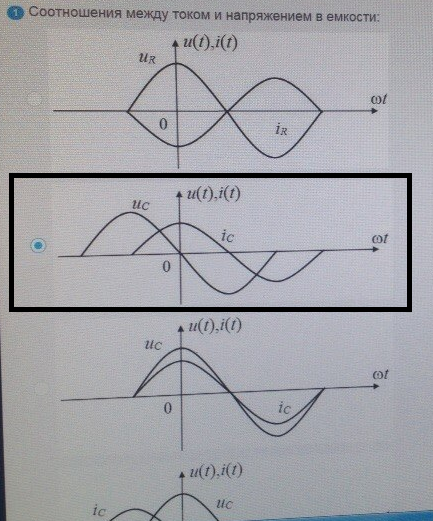 1 Соотношения между током и напряжением в емкости:
u(t),i(t)
uR
ωt
0
iR
u(t),i(t)
uC
iC
ωt
0
u(t),i(t)
uC
ωt
0
iC
u(t),i(t)
iC
uC